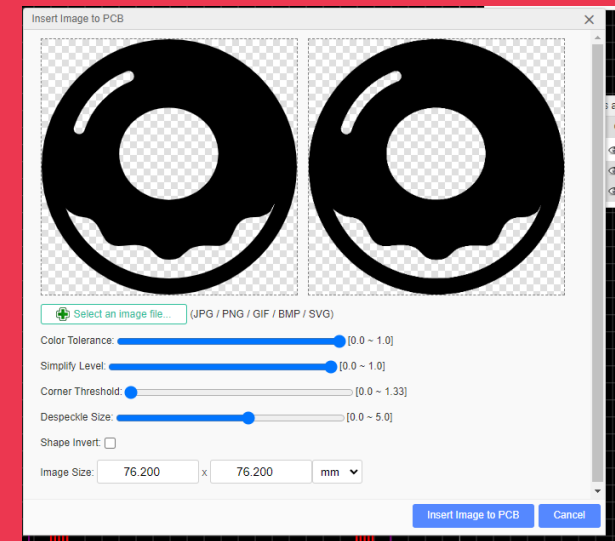 Insert Image to PCB
Select an image file... (JPG / PNG / GIF / BMP / SVG)
Color Tolerance: [0.0 ~ 1.0]
Simplify Level: [0.0 ~ 1.0]
Corner Threshold: [0.0 ~ 1.33]
Despeckle Size: [0.0 ~ 5.0]
Shape Invert:
Image Size: 76.200 x 76.200 mm
Insert Image to PCB Cancel